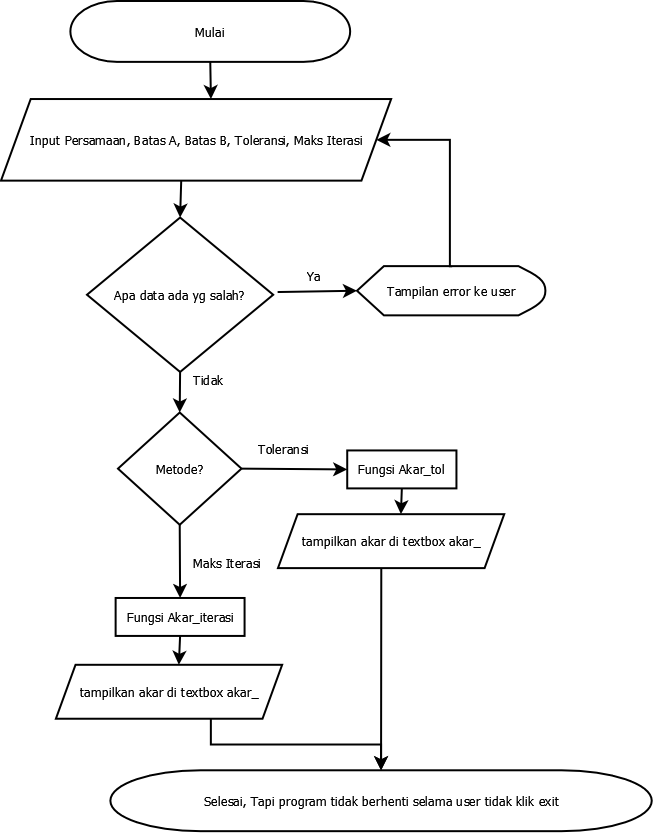 Mulai
Input Persamaan, Batas A, Batas B, Toleransi, Maks Iterasi
Apa data ada yg salah?
Ya
Tampilan error ke user
Tidak
Metode?
Toleransi
Fungsi Akar_tol
tampilkan akar di textbox akar_
Maks Iterasi
Fungsi Akar_iterasi
tampilkan akar di textbox akar_
Selesai, Tapi program tidak berhenti selama user tidak klik exit